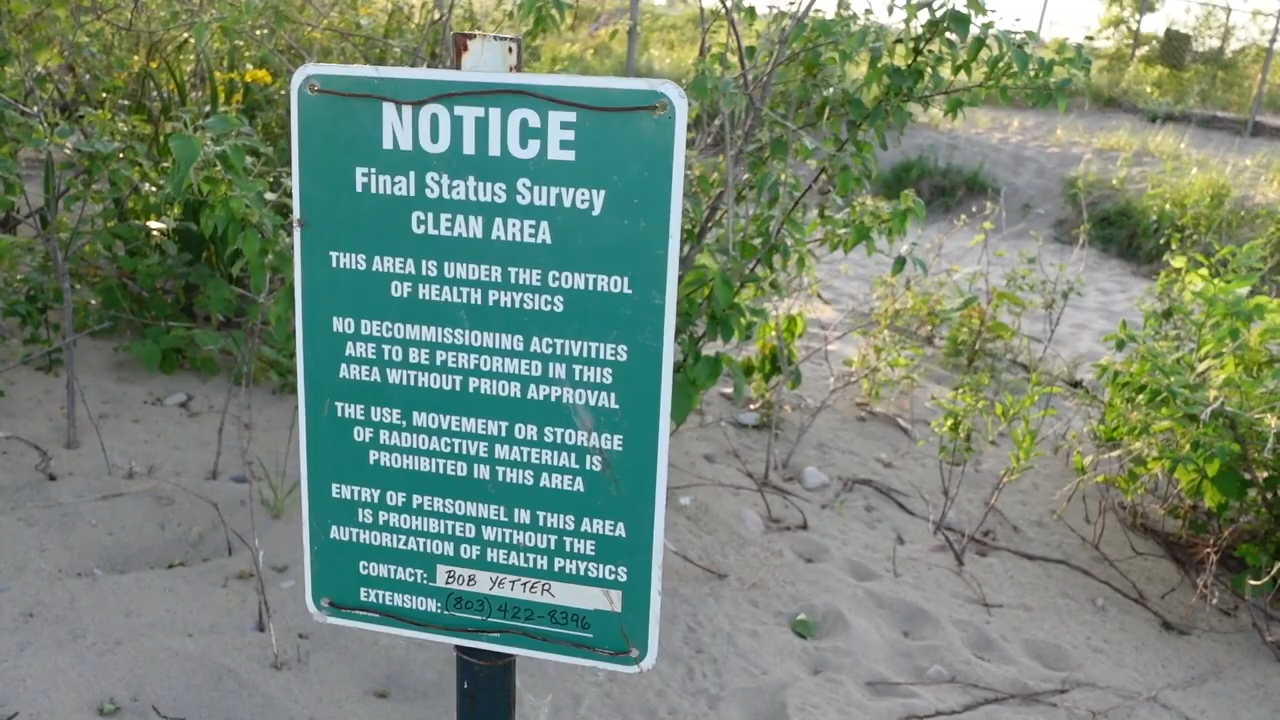 NOTICE
Final Status Survey
CLEAN AREA
THIS AREA IS UNDER THE CONTROL
OF HEALTH PHYSICS
NO DECOMMISSIONING ACTIVITIES
ARE TO BE PERFORMED IN THIS
AREA WITHOUT PRIOR APPROVAL
THE USE, MOVEMENT OR STORAGE
OF RADIOACTIVE MATERIAL IS
PROHIBITED IN THIS AREA
ENTRY OF PERSONNEL IN THIS AREA
IS PROHIBITED WITHOUT THE
AUTHORIZATION OF HEALTH PHYSICS
CONTACT: BOB YETTER
EXTENSION: (803) 422-8396